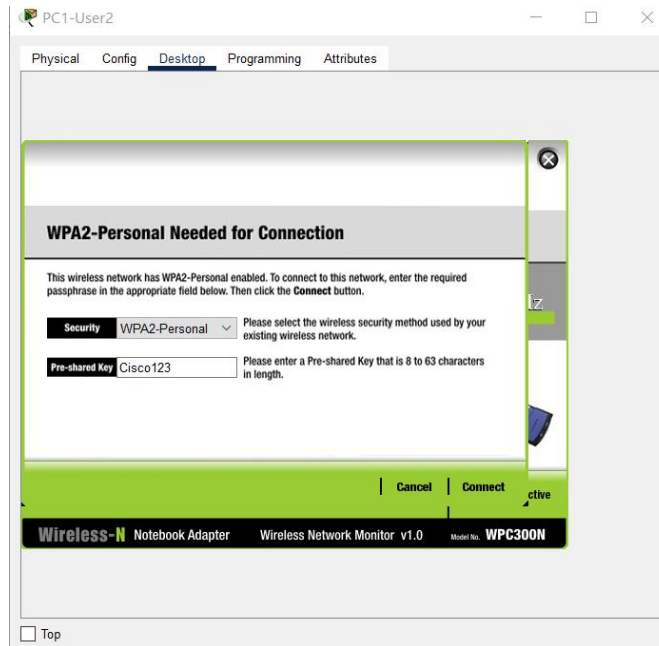 PC1-User2
Physical Config Desktop Programming Attributes
WPA2-Personal Needed for Connection
This wireless network has WPA2-Personal enabled. To connect to this network, enter the required
passphrase in the appropriate field below. Then click the Connect button.
Security WPA2-Personal Please select the wireless security method used by your
existing wireless network.
Pre-shared Key Cisco123 Please enter a Pre-shared Key that is 8 to 63 characters
in length.
Cancel Connect
Wireless-N Notebook Adapter Wireless Network Monitor v1.0 Model No. WPC300N
Top